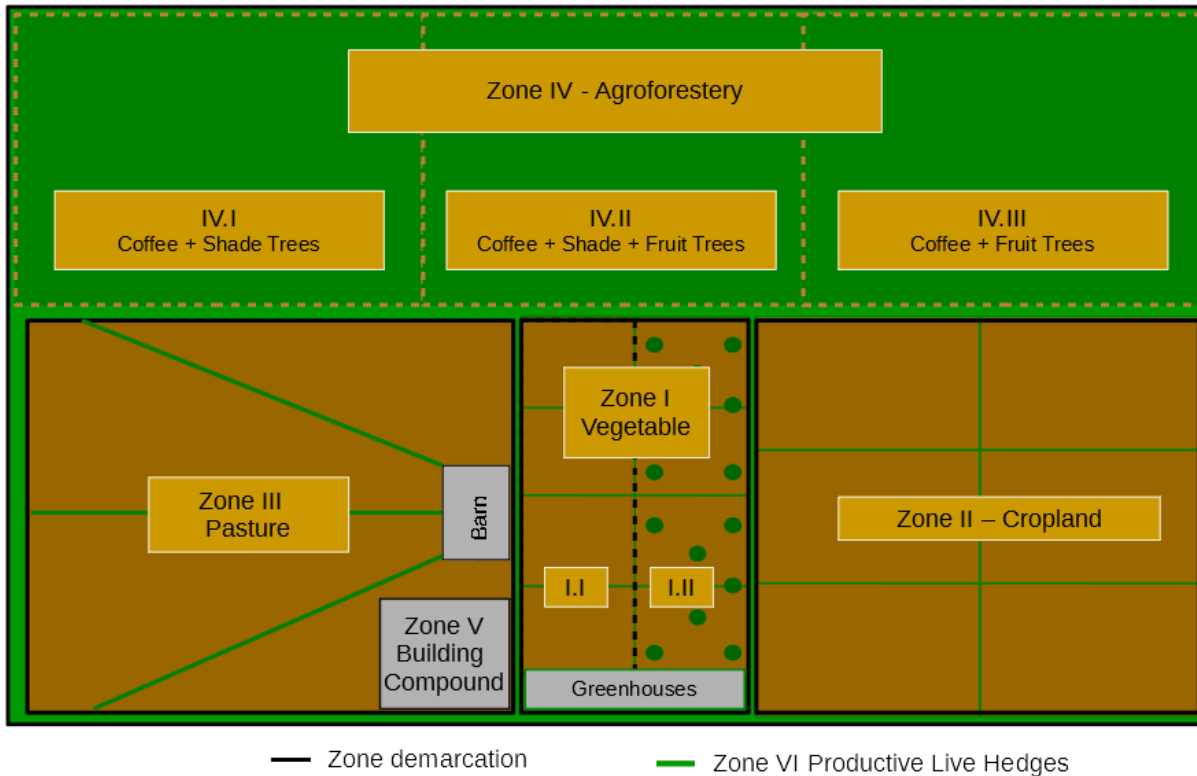 Zone IV - Agroforestery
IV.I
Coffee + Shade Trees
IV.II
Coffee + Shade + Fruit Trees
IV.III
Coffee + Fruit Trees
Zone III
Pasture
Barn
Zone V
Building
Compound
Zone I
Vegetable
I.I
I.II
Greenhouses
Zone II – Cropland
Zone demarcation
Zone VI Productive Live Hedges